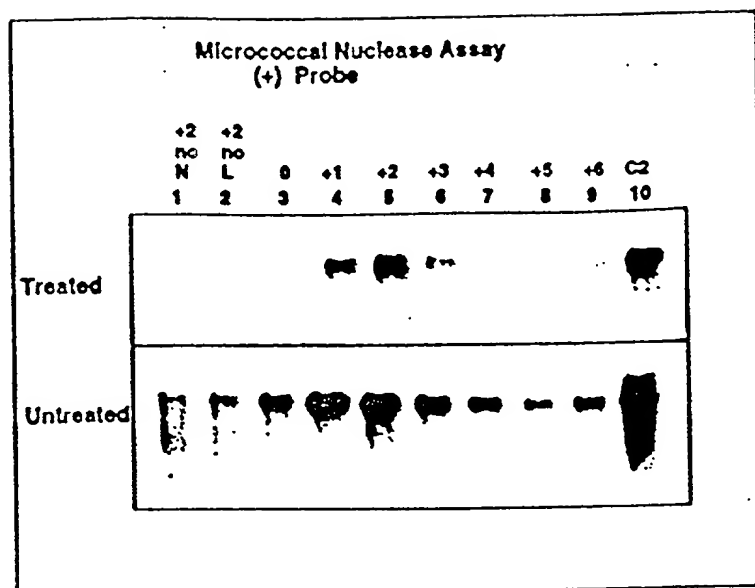 Micrococcal Nuclease Assay
(+) Probe
+2 +2
no no
N L 0 +1 +2 +3 +4 +5 +6 C2
1 2 3 4 5 6 7 8 9 10
Treated
Untreated